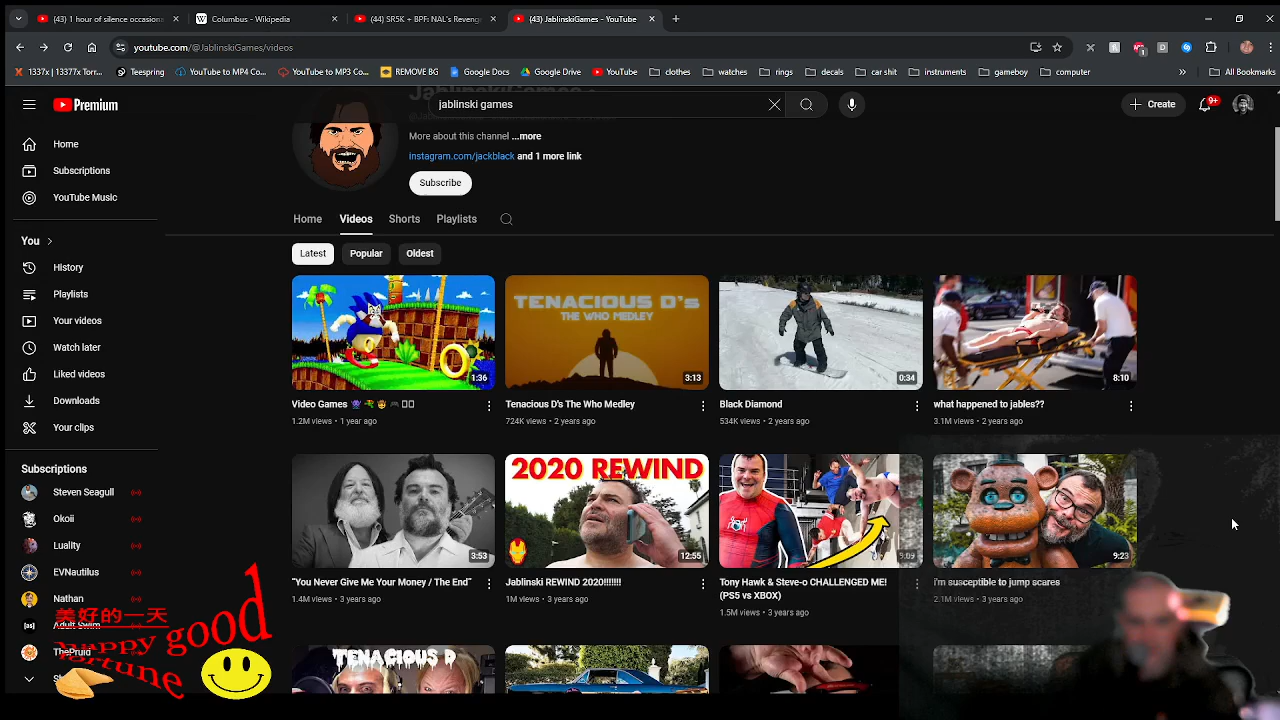 (43) 1 hour of silence occasiona
Columbus - Wikipedia
(44) SR5K + BPF: NAL's Revenge
(43) JablinskiGames - YouTube
youtube.com/@JablinskiGames/videos
1337x | 13377x Torr...
Teespring
YouTube to MP4 Co...
YouTube to MP3 Co...
REMOVE BG
Google Docs
Google Drive
YouTube
clothes
watches
rings
decals
car shit
instruments
gameboy
computer
All Bookmarks
Premium
jablinski games
Create
9+
JablinskiGames
More about this channel ...more
instagram.com/jackblack and 1 more link
Subscribe
Home
Videos
Shorts
Playlists
Latest
Popular
Oldest
Home
Subscriptions
YouTube Music
You
History
Playlists
Your videos
Watch later
Liked videos
Downloads
Your clips
Subscriptions
Steven Seagull
Okoii
Luality
EVNautilus
Nathan
Adult Swim
ThePruld
1:36
Video Games
1.2M views • 1 year ago
TENACIOUS D's
THE WHO MEDLEY
3:13
Tenacious D's The Who Medley
724K views • 2 years ago
0:34
Black Diamond
534K views • 2 years ago
8:10
what happened to jables??
3.1M views • 2 years ago
3:53
"You Never Give Me Your Money / The End"
1.4M views • 3 years ago
2020 REWIND
12:55
Jablinski REWIND 2020!!!!!!!
1M views • 3 years ago
9:09
Tony Hawk & Steve-o CHALLENGED ME!
(PS5 vs XBOX)
1.5M views • 3 years ago
9:23
i'm susceptible to jump scares
2.1M views • 3 years ago
TENACIOUS D
美好的一天
happy good
fortune